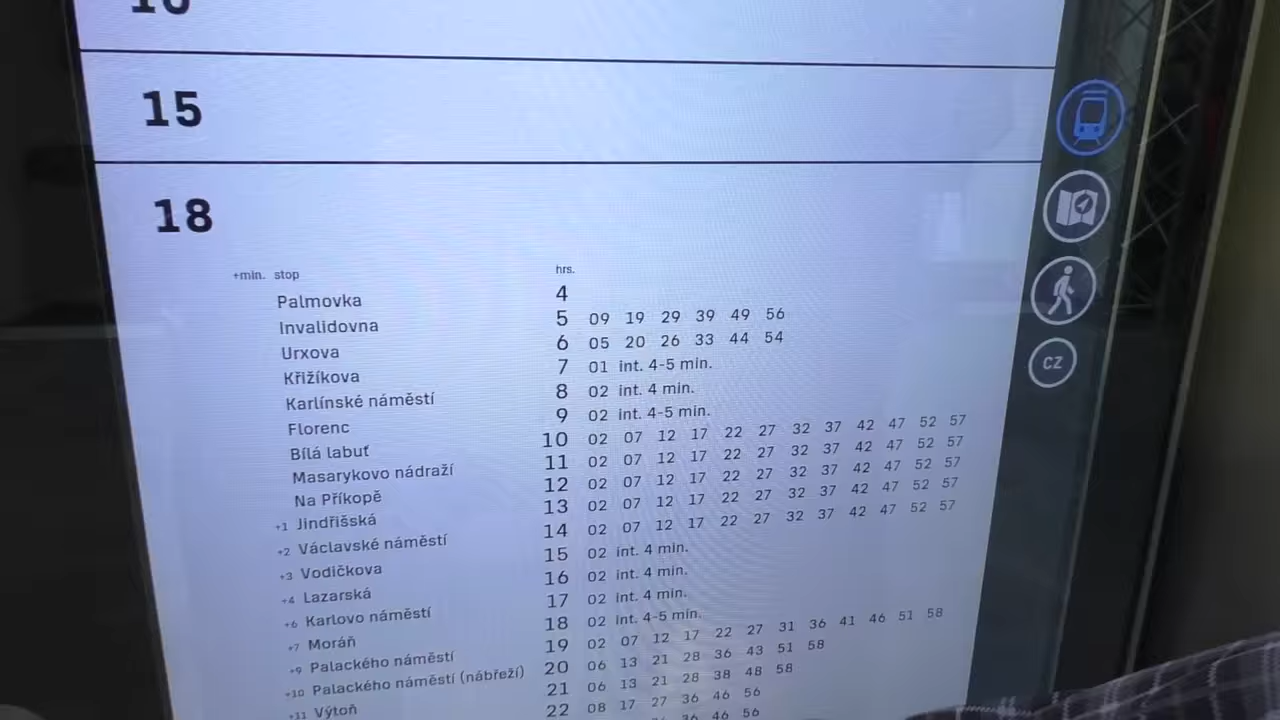 15
18
+min. stop hrs.
Palmovka 4
Invalidovna 5 09 19 29 39 49 56
Urxova 6 05 20 26 33 44 54
Křižíkova 7 01 int. 4-5 min.
Karlínské náměstí 8 02 int. 4 min.
Florenc 9 02 int. 4-5 min.
Bílá labuť 10 02 07 12 17 22 27 32 37 42 47 52 57
Masarykovo nádraží 11 02 07 12 17 22 27 32 37 42 47 52 57
Na Příkopě 12 02 07 12 17 22 27 32 37 42 47 52 57
+1 Jindřišská 13 02 07 12 17 22 27 32 37 42 47 52 57
+2 Václavské náměstí 14 02 07 12 17 22 27 32 37 42 47 52 57
+3 Vodičkova 15 02 int. 4 min.
+4 Lazarská 16 02 int. 4 min.
+6 Karlovo náměstí 17 02 int. 4 min.
+7 Moráň 18 02 int. 4-5 min.
+9 Palackého náměstí 19 02 07 12 17 22 27 31 36 41 46 51 58
+10 Palackého náměstí (nábřeží) 20 06 13 21 28 36 43 51 58
+11 Výtoň 21 06 13 21 28 38 48 58
22 08 17 27 36 46 56
36 46 56
CZ